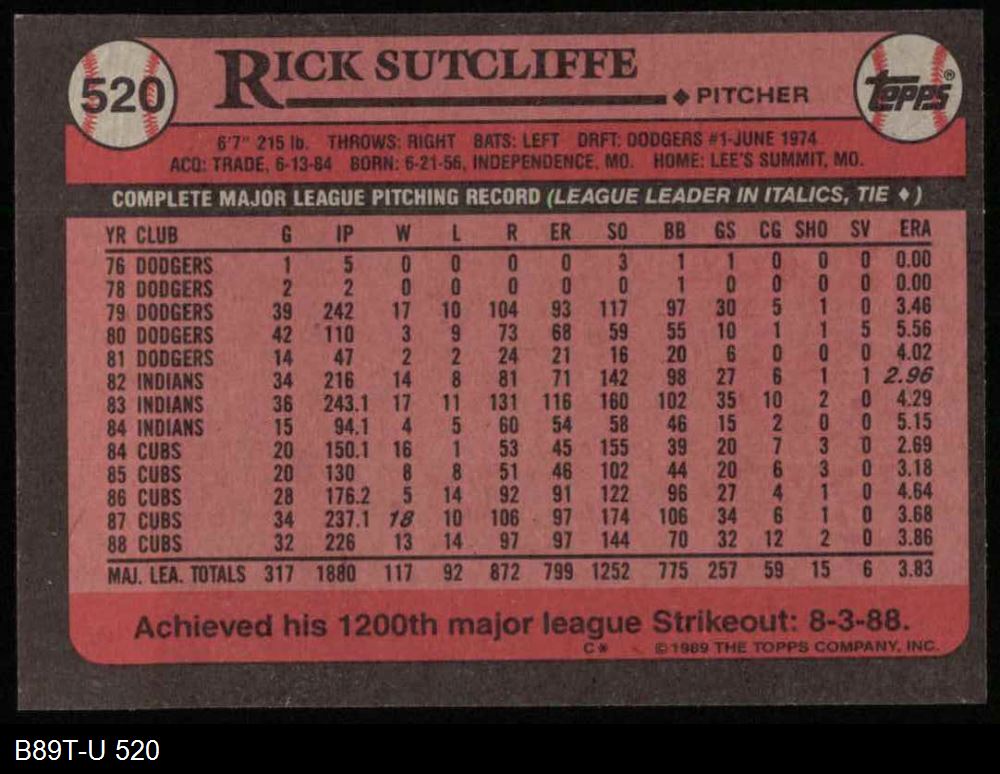 520
RICK SUTCLIFFE
◆ PITCHER
TOPPS®
6'7" 215 lb. THROWS: RIGHT BATS: LEFT DRFT: DODGERS #1-JUNE 1974
ACQ: TRADE, 6-13-84 BORN: 6-21-56, INDEPENDENCE, MO. HOME: LEE'S SUMMIT, MO.
COMPLETE MAJOR LEAGUE PITCHING RECORD (LEAGUE LEADER IN ITALICS, TIE ♦)
YR CLUB G IP W L R ER SO BB GS CG SHO SV ERA
76 DODGERS 1 5 0 0 0 0 3 1 1 0 0 0 0.00
78 DODGERS 2 2 0 0 0 0 0 1 0 0 0 0 0.00
79 DODGERS 39 242 17 10 104 93 117 97 30 5 1 0 3.46
80 DODGERS 42 110 3 9 73 68 59 55 10 1 1 5 5.56
81 DODGERS 14 47 2 2 24 21 16 20 6 0 0 0 4.02
82 INDIANS 34 216 14 8 81 71 142 98 27 6 1 1 2.96
83 INDIANS 36 243.1 17 11 131 116 160 102 35 10 2 0 4.29
84 INDIANS 15 94.1 4 5 60 54 58 46 15 2 0 0 5.15
84 CUBS 20 150.1 16 1 53 45 155 39 20 7 3 0 2.69
85 CUBS 20 130 8 8 51 46 102 44 20 6 3 0 3.18
86 CUBS 28 176.2 5 14 92 91 122 96 27 4 1 0 4.64
87 CUBS 34 237.1 18 10 106 97 174 106 34 6 1 0 3.68
88 CUBS 32 226 13 14 97 97 144 70 32 12 2 0 3.86
MAJ. LEA. TOTALS 317 1880 117 92 872 799 1252 775 257 59 15 6 3.83
Achieved his 1200th major league Strikeout: 8-3-88.
C* © 1989 THE TOPPS COMPANY, INC.
B89T-U 520